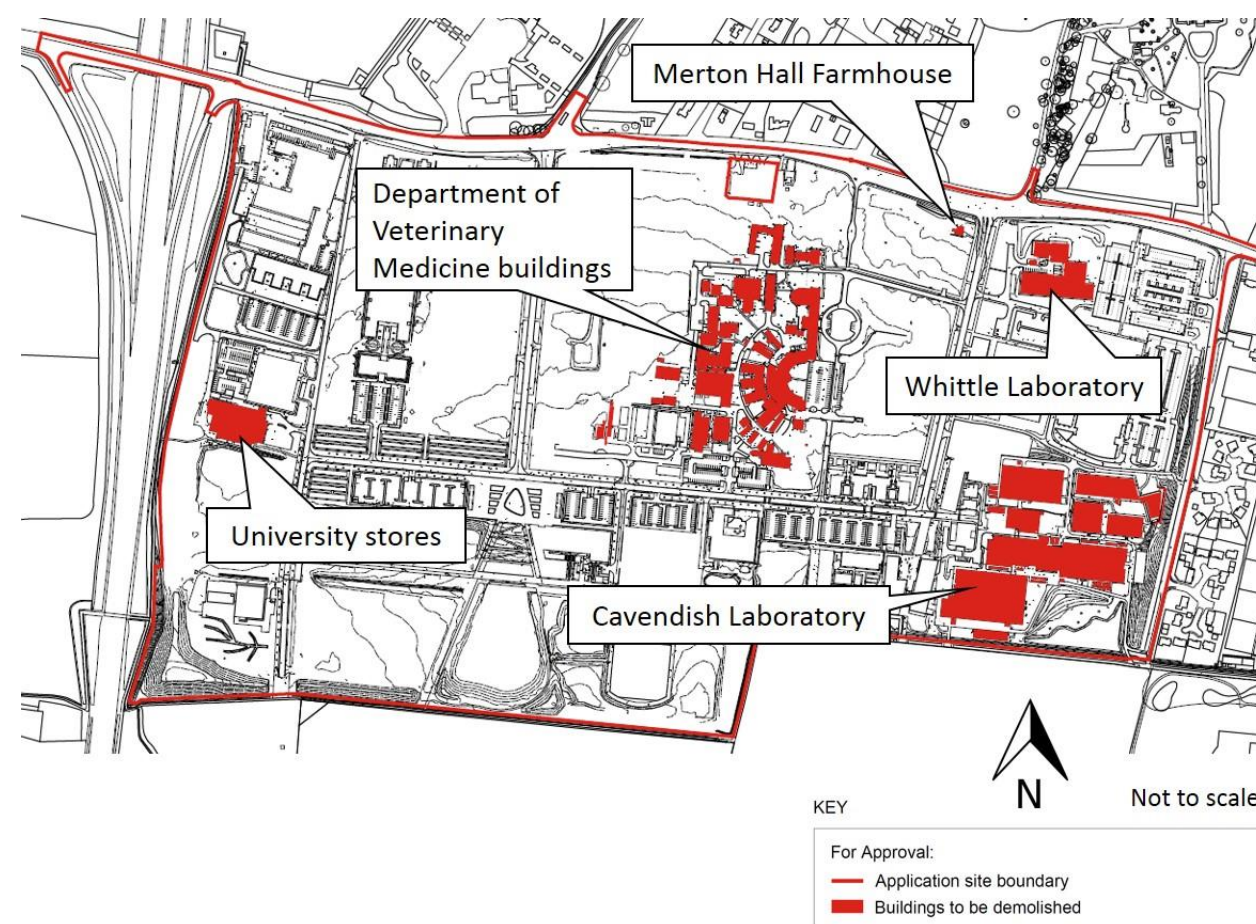 Merton Hall Farmhouse
Department of
Veterinary
Medicine buildings
Whittle Laboratory
University stores
Cavendish Laboratory
N
Not to scale
KEY
For Approval:
Application site boundary
Buildings to be demolished